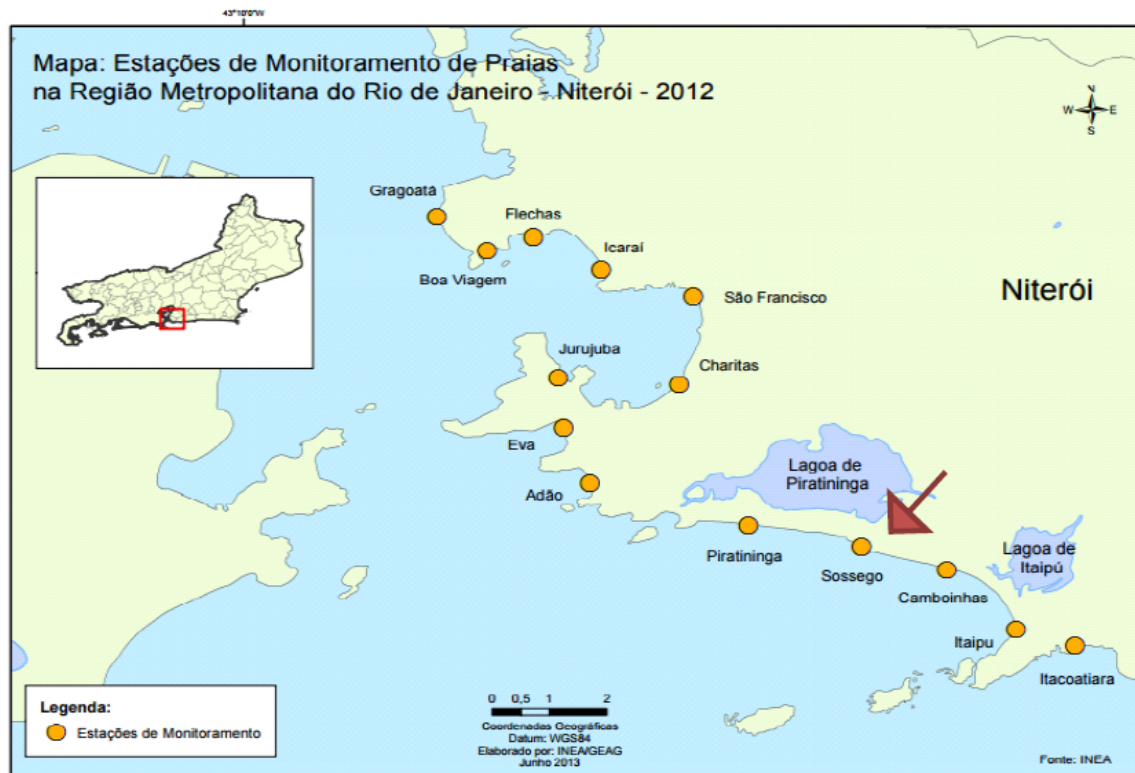 43°10'0"W
Mapa: Estações de Monitoramento de Praias
na Região Metropolitana do Rio de Janeiro - Niterói - 2012
N
W E
S
Gragoatá
Flechas
Boa Viagem
Icaraí
São Francisco
Niterói
Jurujuba
Charitas
Eva
Adão
Lagoa de
Piratininga
Piratininga
Sossego
Lagoa de
Itaipú
Camboinhas
Itaipu
Itacoatiara
Legenda:
Estações de Monitoramento
0 0,5 1 2
Coordenadas Geográficas
Datum: WGS84
Elaborado por: INEA/GEAG
Junho 2013
Fonte: INEA